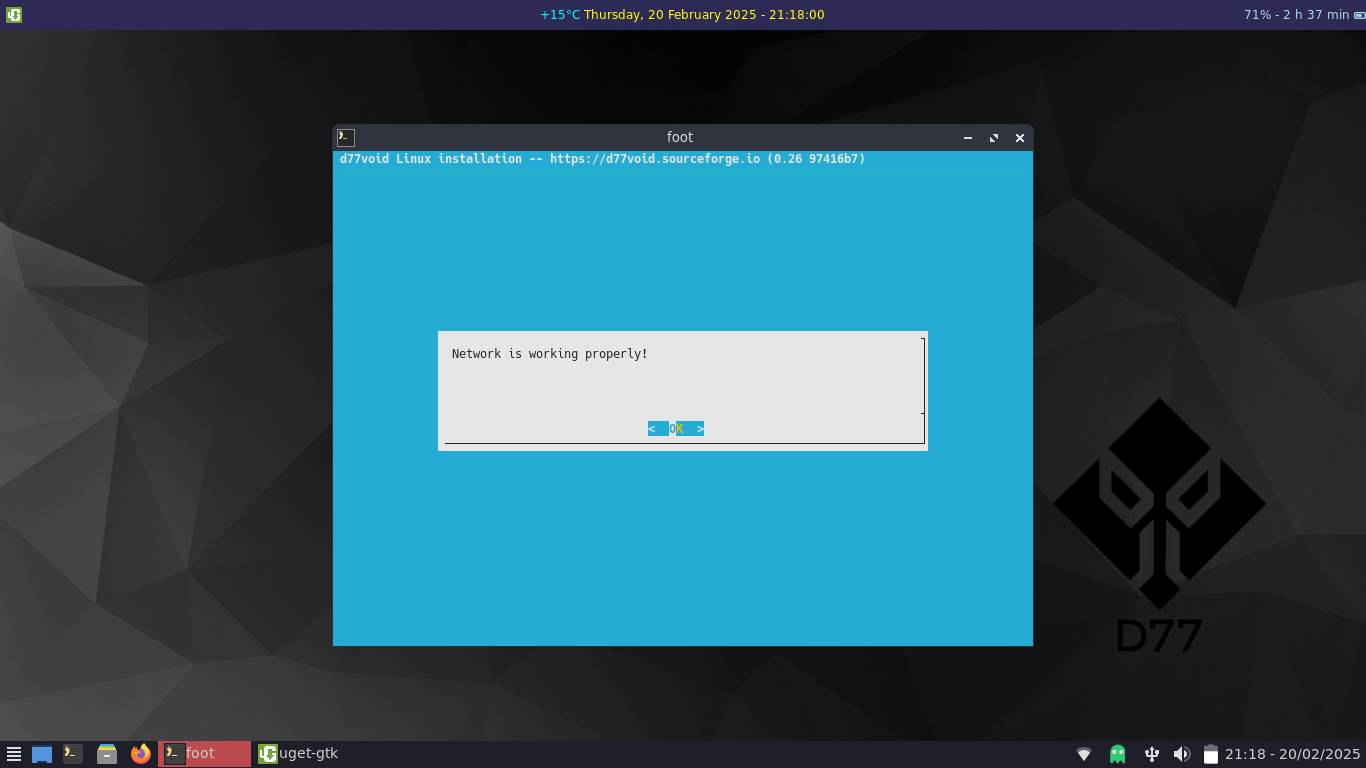 +15°C Thursday, 20 February 2025 - 21:18:00
71% - 2 h 37 min
foot
d77void Linux installation -- https://d77void.sourceforge.io (0.26 97416b7)
Network is working properly!
< OK >
D77
foot
uget-gtk
21:18 - 20/02/2025